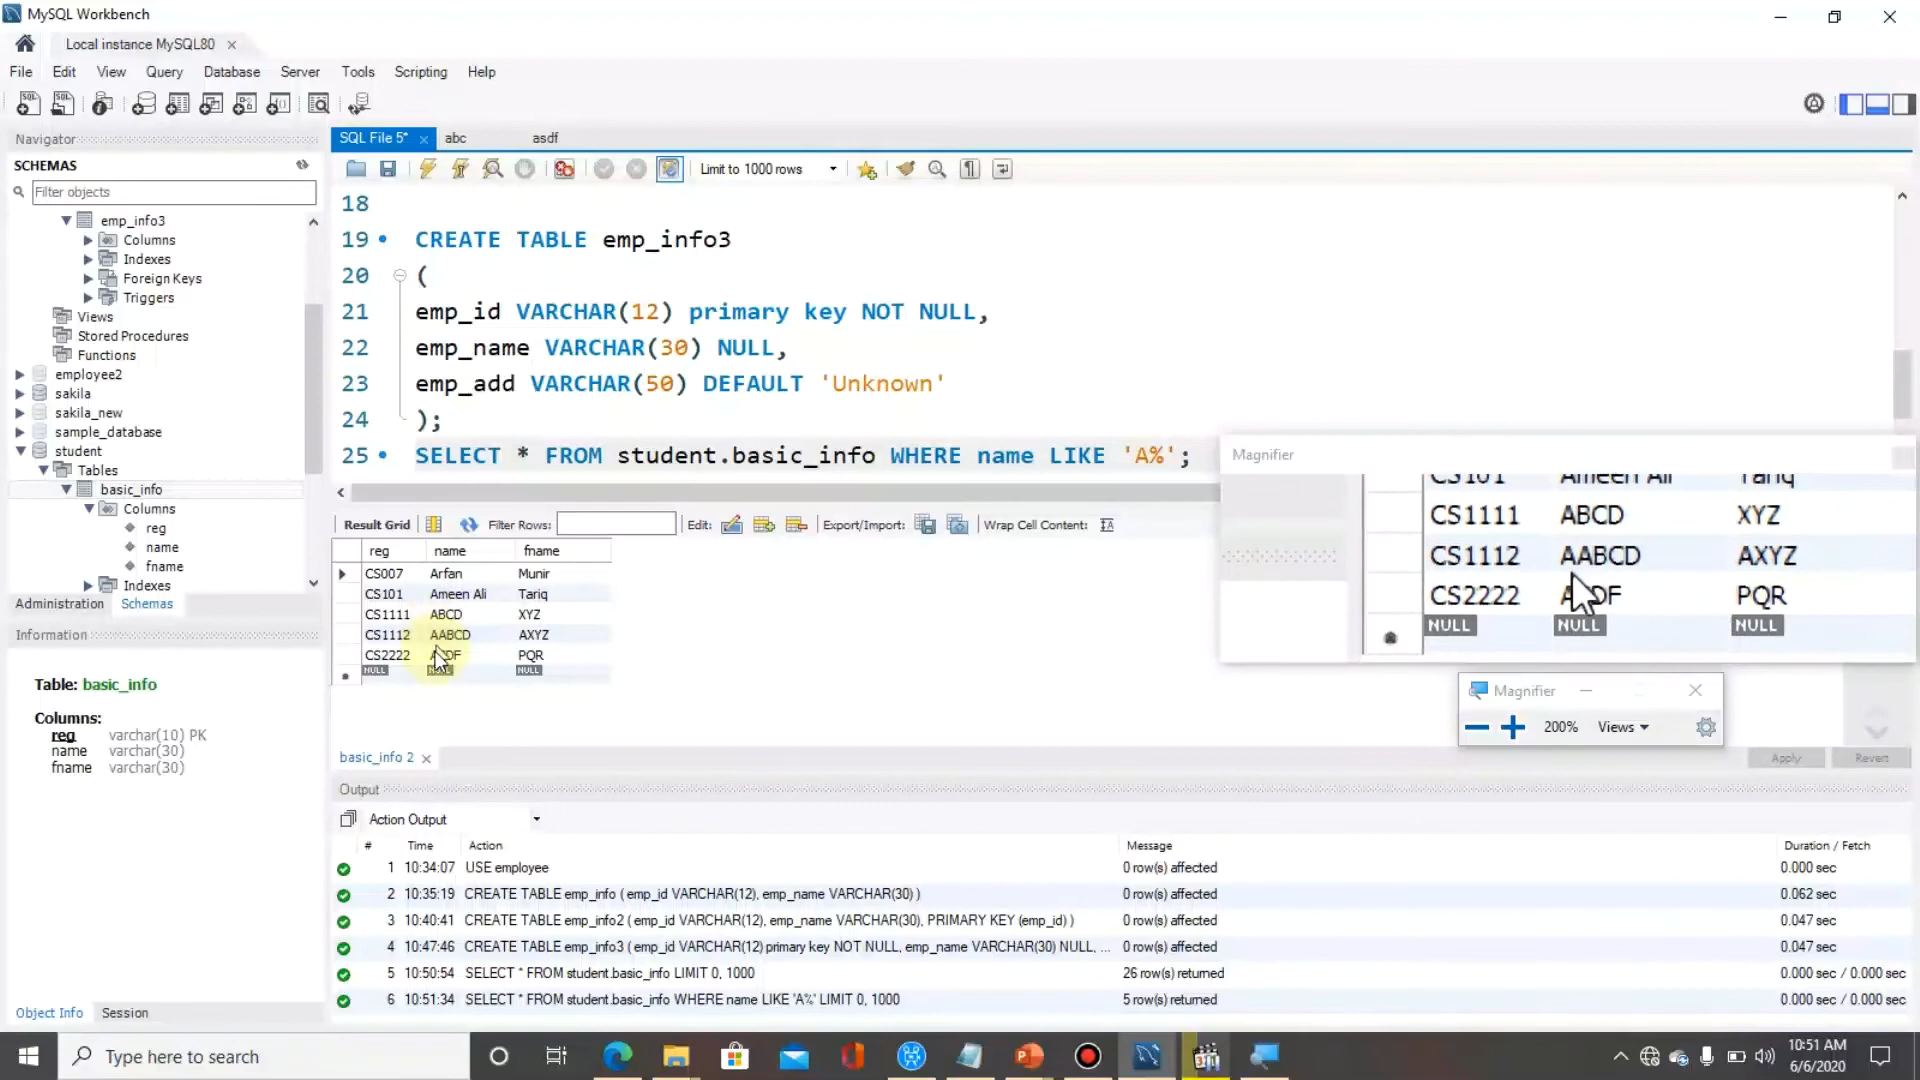 MySQL Workbench
Local instance MySQL80
File Edit View Query Database Server Tools Scripting Help
Navigator
SCHEMAS
Filter objects
emp_info3
Columns
Indexes
Foreign Keys
Triggers
Views
Stored Procedures
Functions
employee2
sakila
sakila_new
sample_database
student
Tables
basic_info
Columns
reg
name
fname
Indexes
Administration Schemas
Information
Table: basic_info
Columns:
reg varchar(10) PK
name varchar(30)
fname varchar(30)
Object Info Session
SQL File 5* abc asdf
Limit to 1000 rows
18
19 CREATE TABLE emp_info3
20 (
21 emp_id VARCHAR(12) primary key NOT NULL,
22 emp_name VARCHAR(30) NULL,
23 emp_add VARCHAR(50) DEFAULT 'Unknown'
24 );
25 SELECT * FROM student.basic_info WHERE name LIKE 'A%';
Result Grid Filter Rows: Edit: Export/Import: Wrap Cell Content:
reg name fname
CS007 Arfan Munir
CS101 Ameen Ali Tariq
CS1111 ABCD XYZ
CS1112 AABCD AXYZ
CS2222 PQR
NULL NULL NULL
Magnifier
CS101 Ameen Ali Tariq
CS1111 ABCD XYZ
CS1112 AABCD AXYZ
CS2222 PQR
NULL NULL NULL
Magnifier
200% Views
basic_info 2
Apply Revert
Output
Action Output
# Time Action Message Duration / Fetch
1 10:34:07 USE employee 0 row(s) affected 0.000 sec
2 10:35:19 CREATE TABLE emp_info ( emp_id VARCHAR(12), emp_name VARCHAR(30) ) 0 row(s) affected 0.062 sec
3 10:40:41 CREATE TABLE emp_info2 ( emp_id VARCHAR(12), emp_name VARCHAR(30), PRIMARY KEY (emp_id) ) 0 row(s) affected 0.047 sec
4 10:47:46 CREATE TABLE emp_info3 ( emp_id VARCHAR(12) primary key NOT NULL, emp_name VARCHAR(30) NULL, ... 0 row(s) affected 0.047 sec
5 10:50:54 SELECT * FROM student.basic_info LIMIT 0, 1000 26 row(s) returned 0.000 sec / 0.000 sec
6 10:51:34 SELECT * FROM student.basic_info WHERE name LIKE 'A%' LIMIT 0, 1000 5 row(s) returned 0.000 sec / 0.000 sec
Type here to search
10:51 AM
6/6/2020